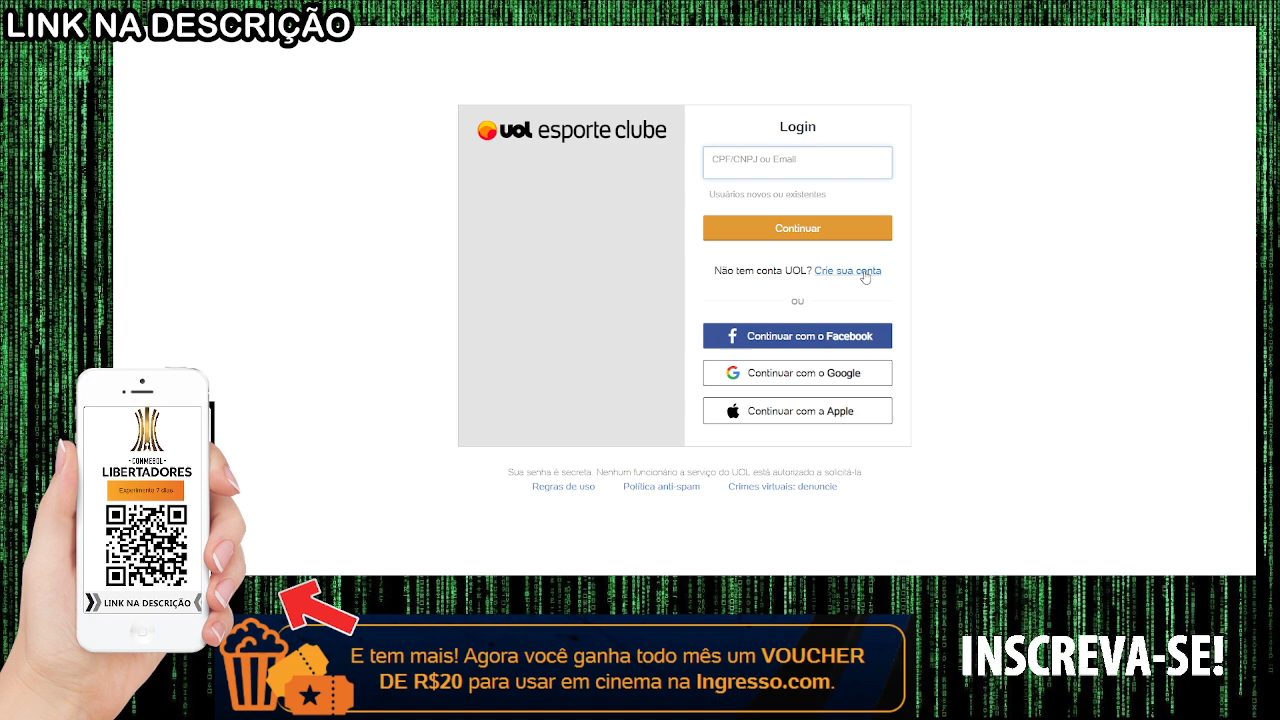 LINK NA DESCRIÇÃO
uol esporte clube
Login
CPF/CNPJ ou Email
Usuários novos ou existentes
Continuar
Não tem conta UOL? Crie sua conta
OU
Continuar com o Facebook
Continuar com o Google
Continuar com a Apple
Sua senha é secreta. Nenhum funcionário a serviço do UOL está autorizado a solicitá-la
Regras de uso Política anti-spam Crimes virtuais: denuncie
CONMEBOL
LIBERTADORES
Experimente 7 dias
LINK NA DESCRIÇÃO
E tem mais! Agora você ganha todo mês um VOUCHER
DE R$20 para usar em cinema na Ingresso.com.
INSCREVA-SE!